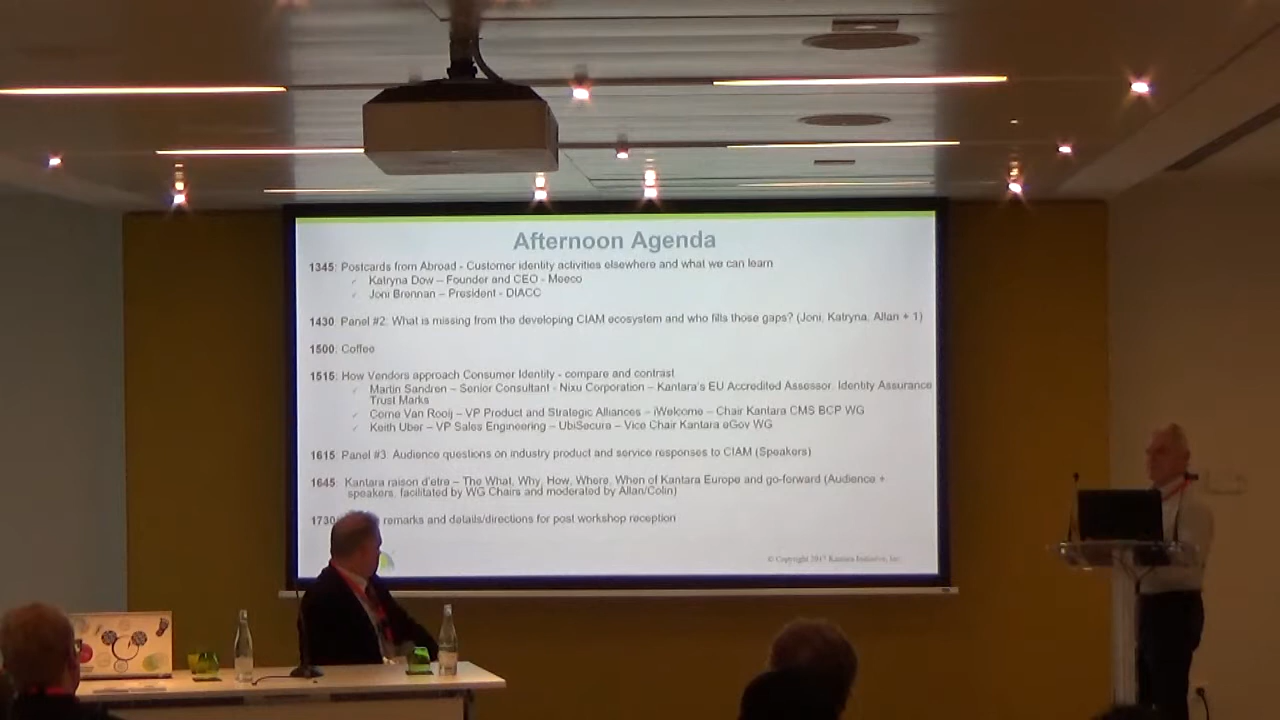 Afternoon Agenda
1345: Postcards from Abroad - Customer identity activities elsewhere and what we can learn
✓ Katryna Dow – Founder and CEO - Meeco
✓ Joni Brennan – President - DIACC
1430: Panel #2: What is missing from the developing CIAM ecosystem and who fills those gaps? (Joni, Katryna, Allan + 1)
1500: Coffee
1515: How Vendors approach Consumer Identity - compare and contrast
✓ Martin Sandren – Senior Consultant - Nixu Corporation – Kantara's EU Accredited Assessor, Identity Assurance
Trust Marks
✓ Corne Van Rooij – VP Product and Strategic Alliances – iWelcome – Chair Kantara CMS BCP WG
✓ Keith Uber – VP Sales Engineering – UbiSecure – Vice Chair Kantara eGov WG
1615: Panel #3: Audience questions on industry product and service responses to CIAM (Speakers)
1645: Kantara raison d'etre – The What, Why, How, Where, When of Kantara Europe and go-forward (Audience +
speakers, facilitated by WG Chairs and moderated by Allan/Colin)
1730 remarks and details/directions for post workshop reception
© Copyright 2017 Kantara Initiative, Inc.